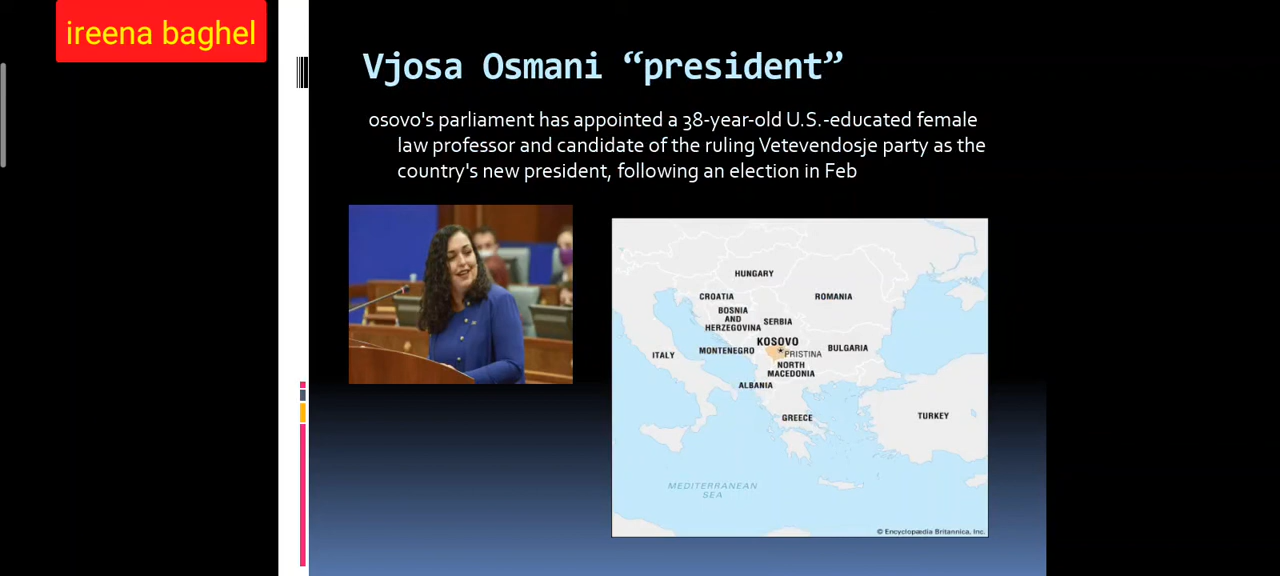 ireena baghel
Vjosa Osmani “president”
osovo's parliament has appointed a 38-year-old U.S.-educated female
law professor and candidate of the ruling Vetevendosje party as the
country's new president, following an election in Feb
HUNGARY
CROATIA
ROMANIA
BOSNIA
AND
HERZEGOVINA
SERBIA
KOSOVO
PRISTINA
MONTENEGRO
BULGARIA
ITALY
NORTH
MACEDONIA
ALBANIA
GREECE
TURKEY
MEDITERRANEAN
SEA
© Encyclopædia Britannica, Inc.